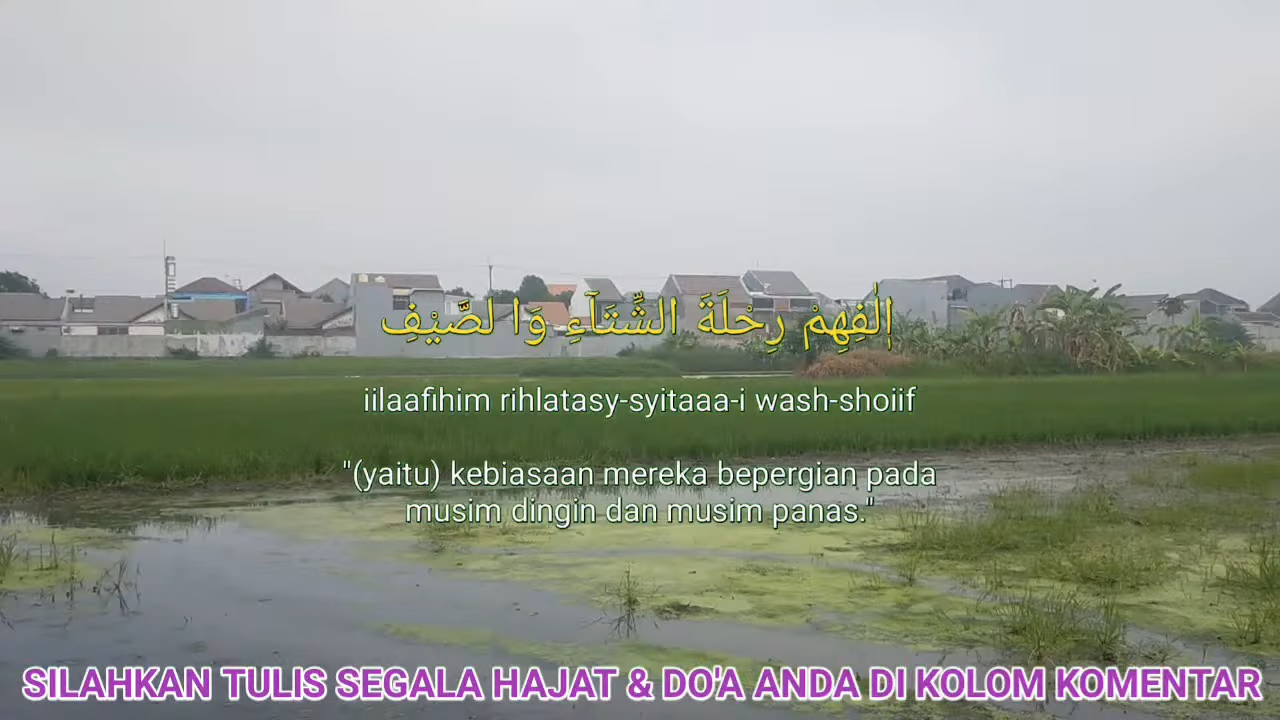 اٖلٰفِهِمْ رِحْلَةَ الشِّتَآءِ وَا لصَّيْفِ
iilaafihim rihlatasy-syitaaa-i wash-shoiif
"(yaitu) kebiasaan mereka bepergian pada
musim dingin dan musim panas."
SILAHKAN TULIS SEGALA HAJAT & DO'A ANDA DI KOLOM KOMENTAR